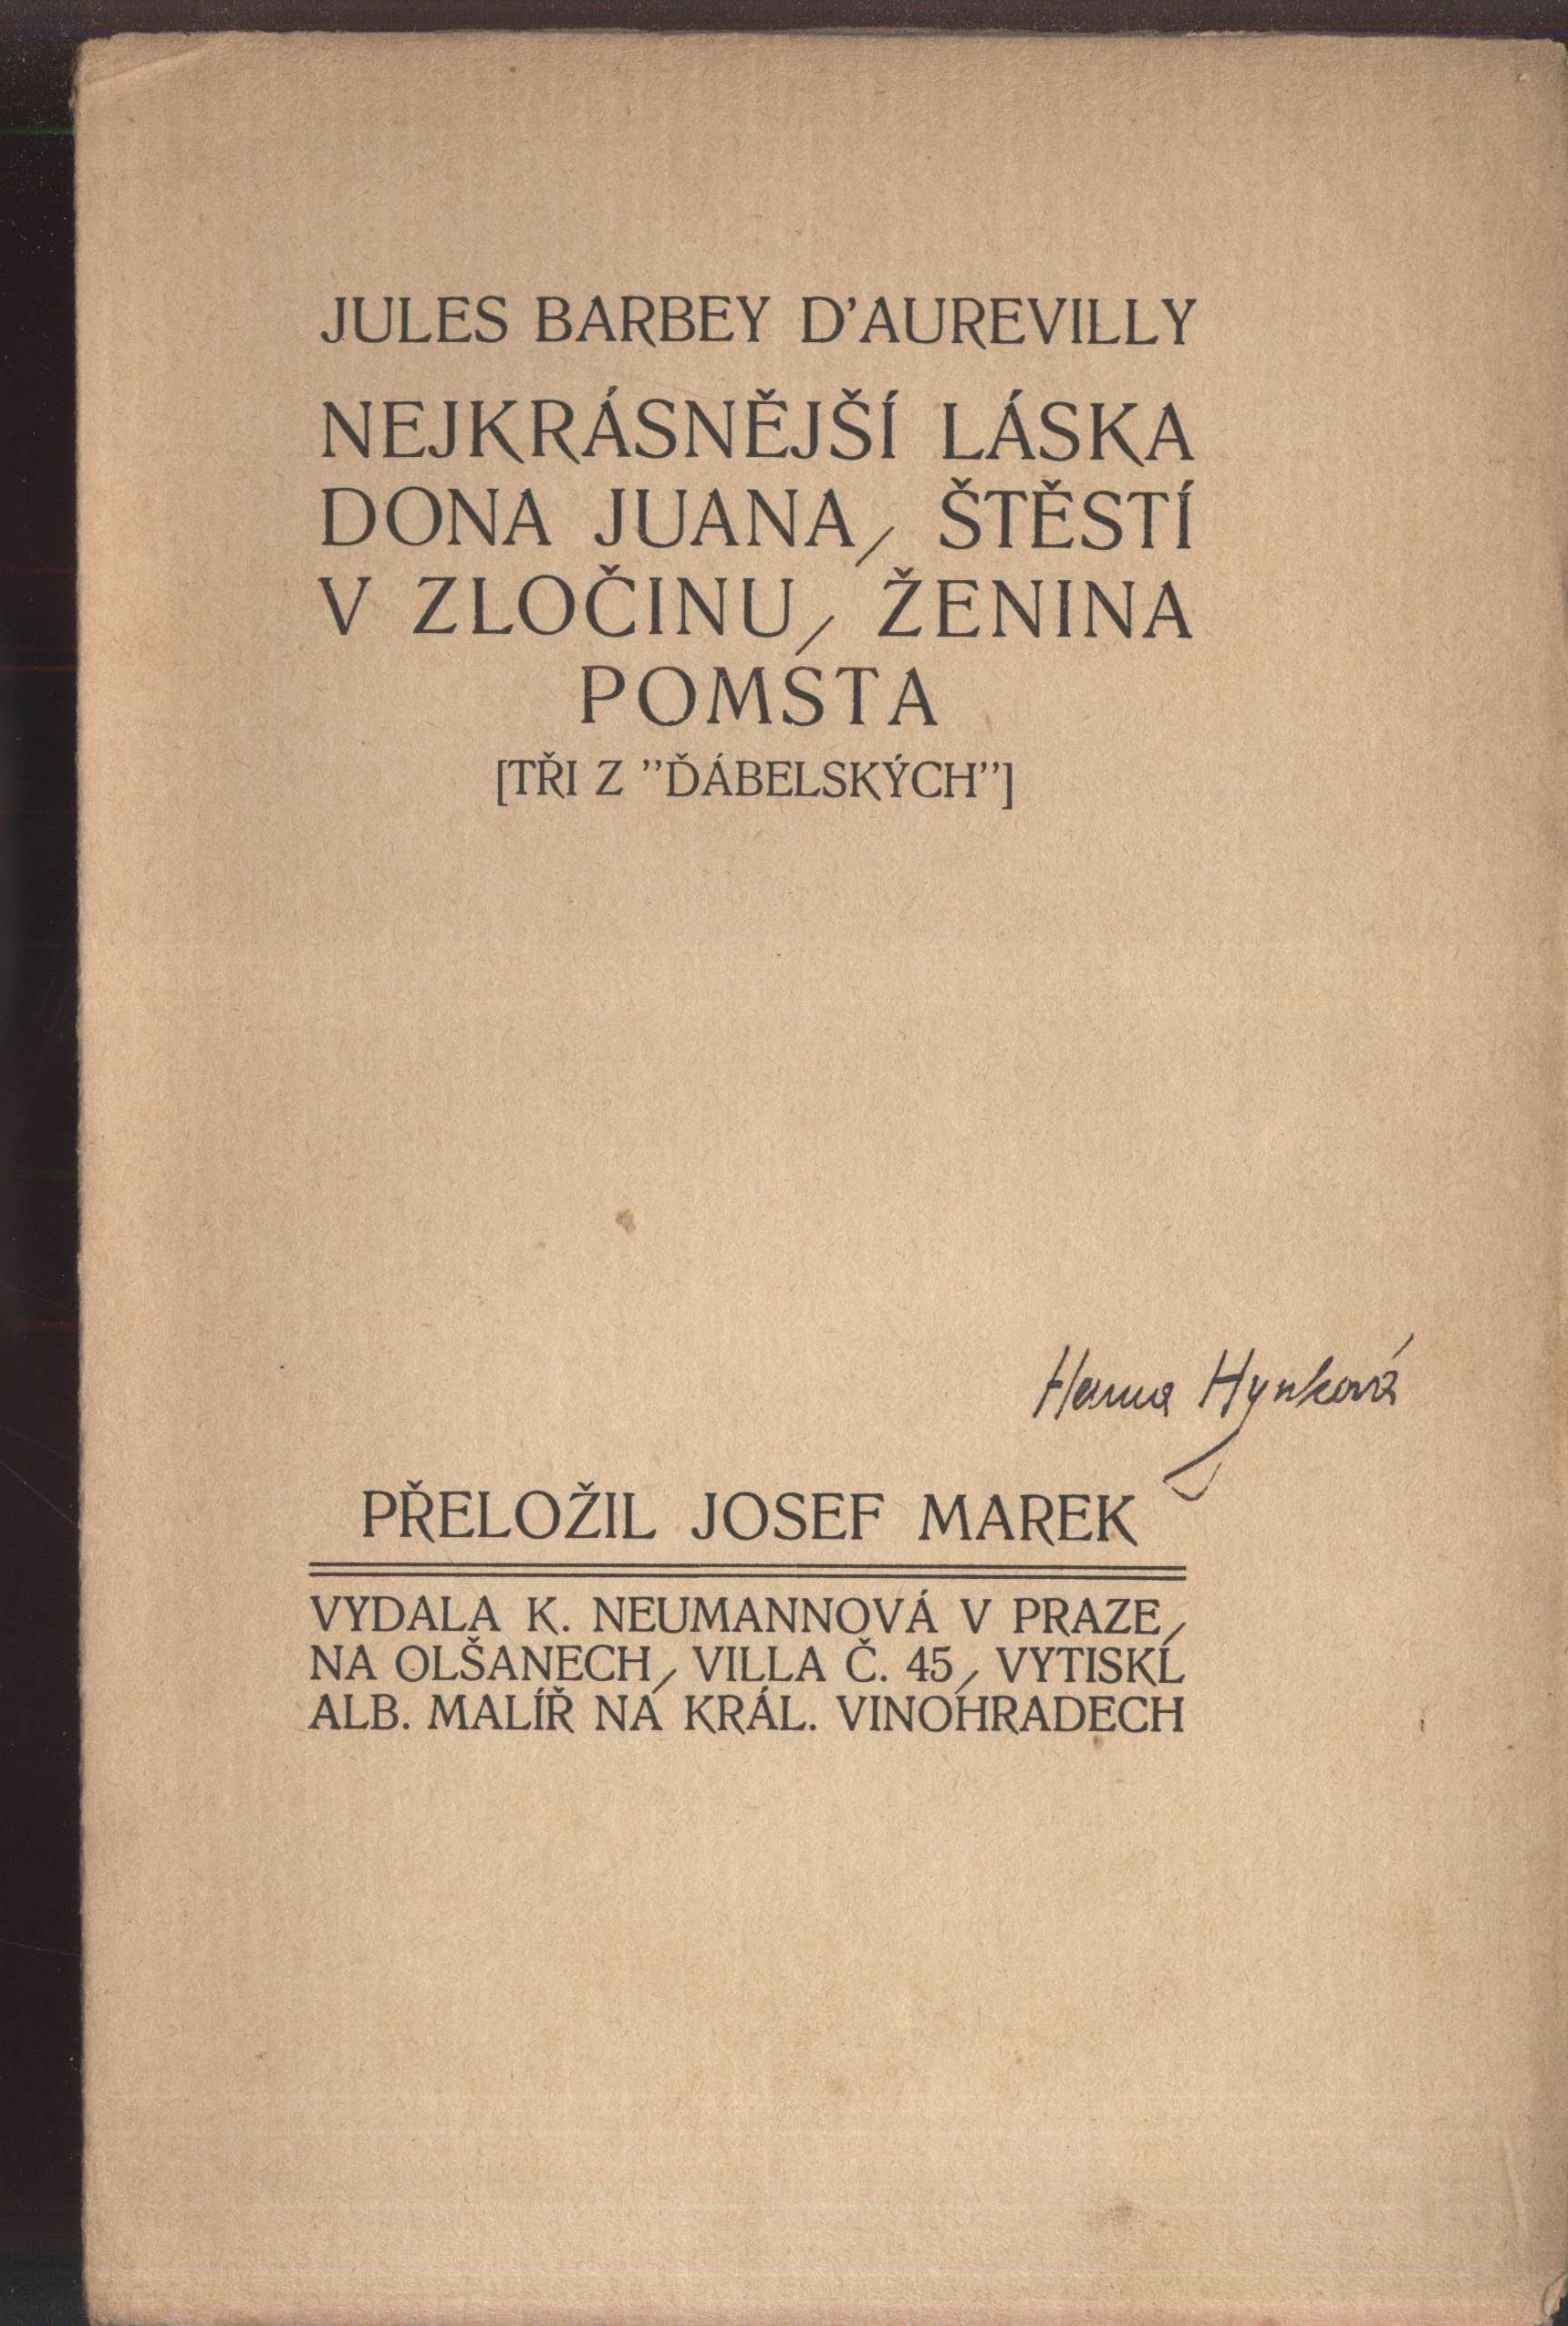 JULES BARBEY D'AUREVILLY
NEJKRÁSNĚJŠÍ LÁSKA
DONA JUANA, ŠTĚSTÍ
V ZLOČINU, ŽENINA
POMSTA
[TŘI Z "ĎÁBELSKÝCH"]
Hanna Hynková
PŘELOŽIL JOSEF MAREK
VYDALA K. NEUMANNOVÁ V PRAZE,
NA OLŠANECH, VILLA Č. 45, VYTISKL
ALB. MALÍŘ NA KRÁL. VINOHRADECH